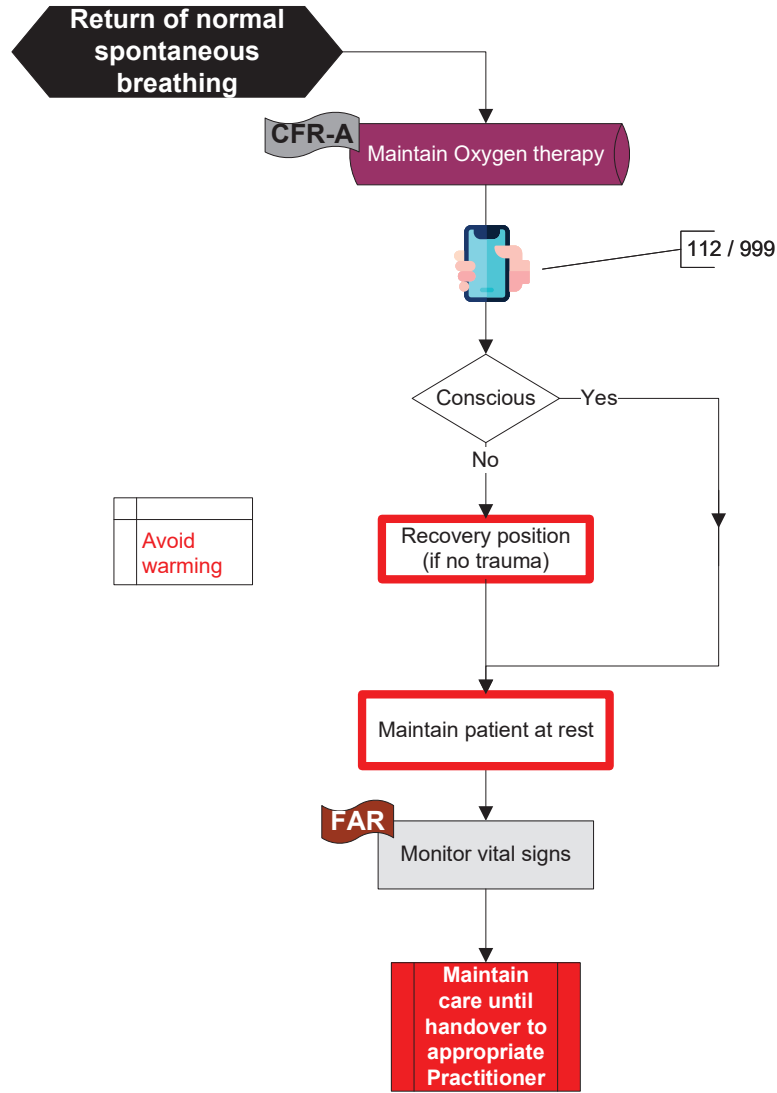 Return of normal
spontaneous
breathing
CFR-A
Maintain Oxygen therapy
112 / 999
Conscious
Yes
No
Recovery position
(if no trauma)
Avoid
warming
Maintain patient at rest
FAR
Monitor vital signs
Maintain
care until
handover to
appropriate
Practitioner